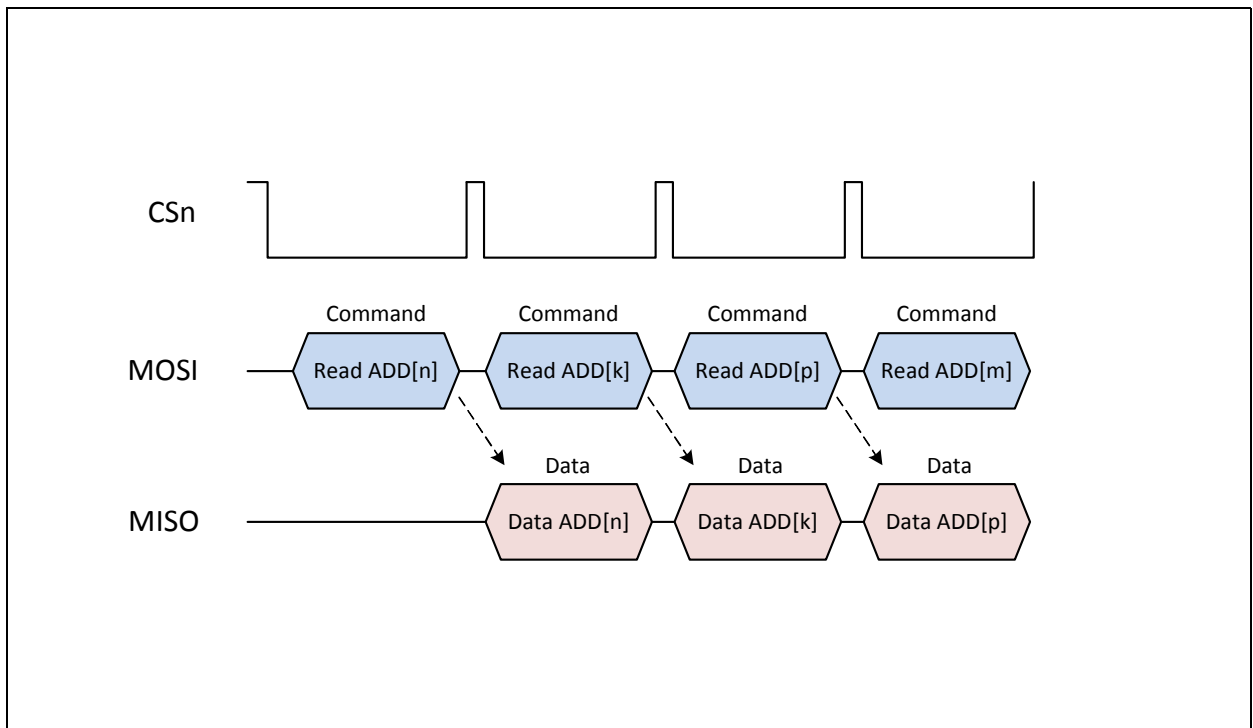 CSn
Command Command Command Command
MOSI Read ADD[n] Read ADD[k] Read ADD[p] Read ADD[m]
Data Data Data
MISO Data ADD[n] Data ADD[k] Data ADD[p]